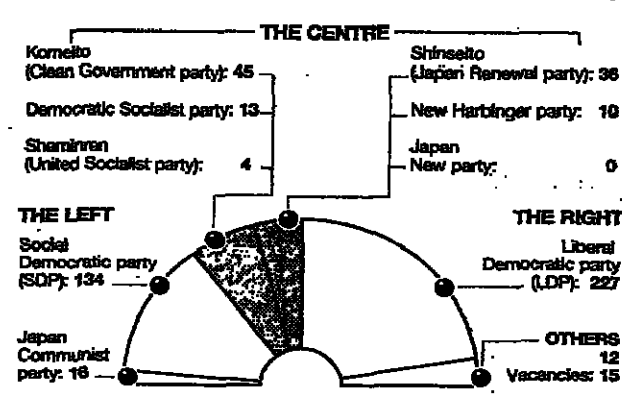 THE CENTRE
Komeito
(Clean Government party): 45
Democratic Socialist party: 13
Shaminren
(United Socialist party): 4
Shinseito
(Japan Renewal party): 36
New Harbinger party: 10
Japan
New party: 0
THE LEFT
Social
Democratic party
(SDP): 134
Japan
Communist
party: 16
THE RIGHT
Liberal
Democratic party
(LDP): 227
OTHERS
12
Vacancies: 15